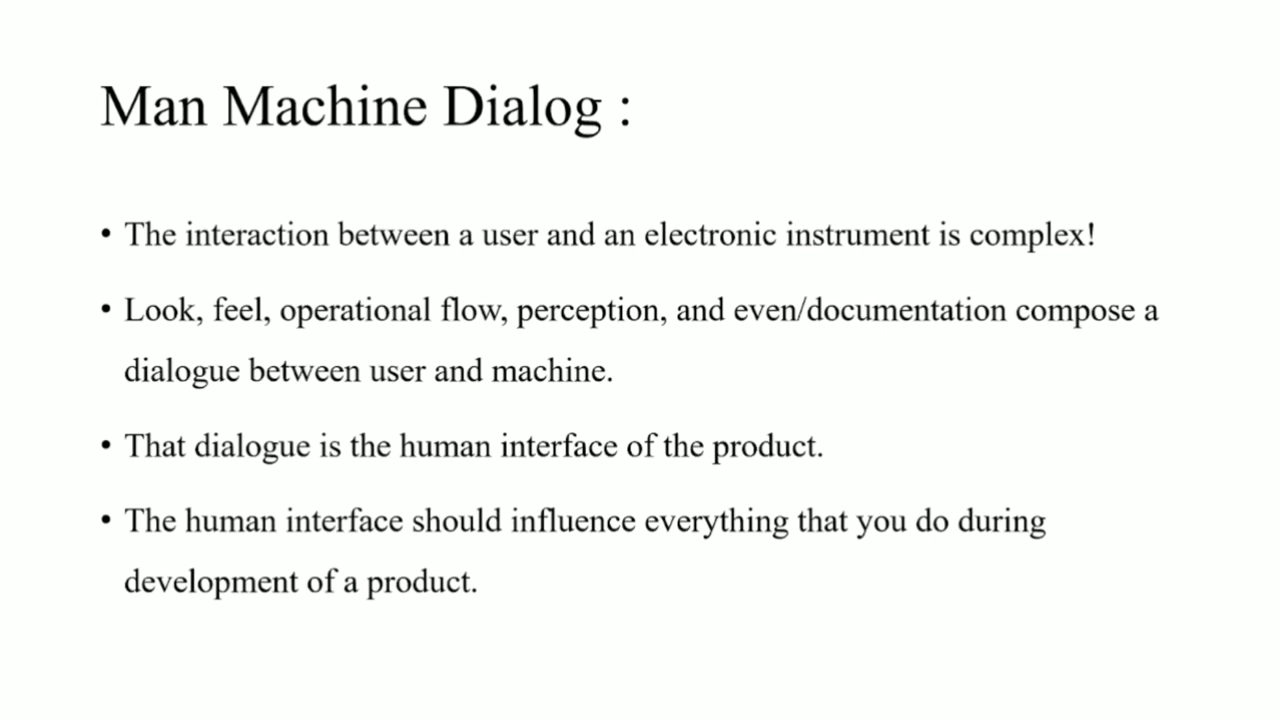 Man Machine Dialog :
• The interaction between a user and an electronic instrument is complex!
• Look, feel, operational flow, perception, and even/documentation compose a
dialogue between user and machine.
• That dialogue is the human interface of the product.
• The human interface should influence everything that you do during
development of a product.